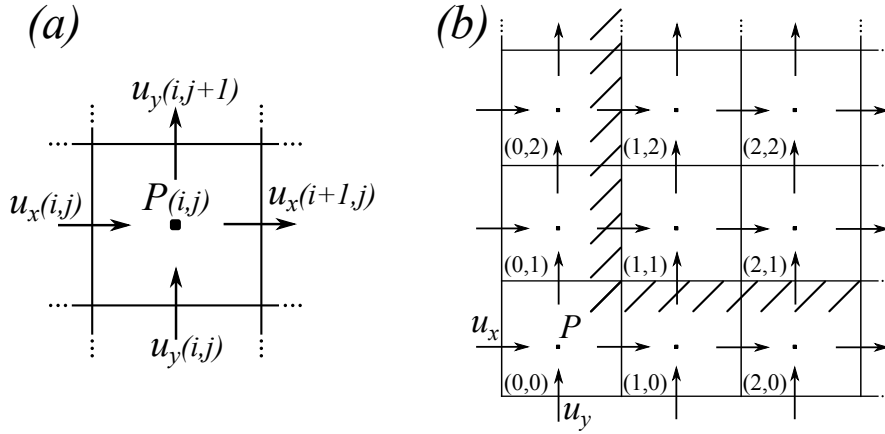 (a)
u_y(i,j+1)
u_x(i,j)
P(i,j)
u_x(i+1,j)
u_y(i,j)
(b)
(0,2) (1,2) (2,2)
(0,1) (1,1) (2,1)
u_x P
(0,0) (1,0) (2,0)
u_y